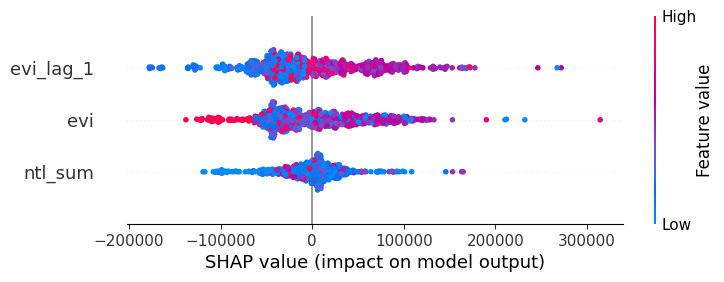 High
evi_lag_1
evi
ntl_sum
Feature value
Low
−200000 −100000 0 100000 200000 300000
SHAP value (impact on model output)